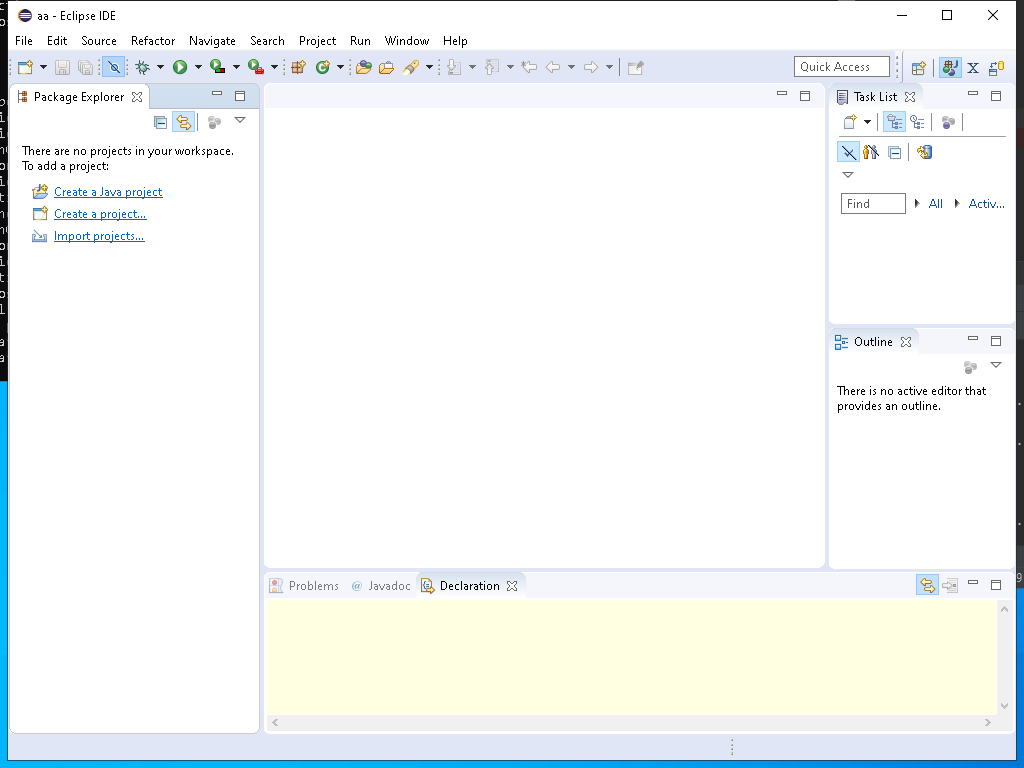 aa - Eclipse IDE
File Edit Source Refactor Navigate Search Project Run Window Help
Quick Access
Package Explorer
There are no projects in your workspace.
To add a project:
Create a Java project
Create a project...
Import projects...
Task List
Find All Activ...
Outline
There is no active editor that
provides an outline.
Problems @ Javadoc Declaration